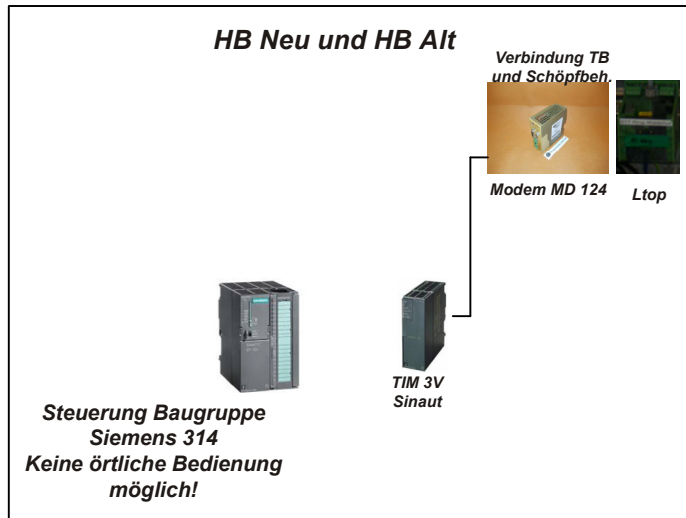 HB Neu und HB Alt
Verbindung TB
und Schöpfbeh.
Modem MD 124
Ltop
TIM 3V
Sinaut
Steuerung Baugruppe
Siemens 314
Keine örtliche Bedienung
möglich!